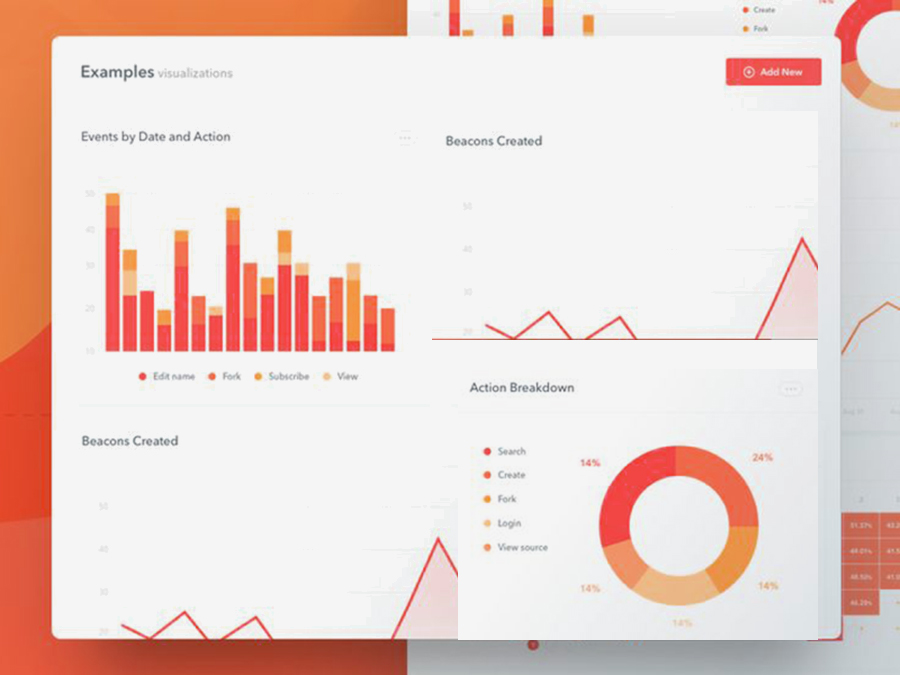 Create
Fork
14%
Examples visualizations
Add New
Events by Date and Action
50
40
30
20
10
Edit name
Fork
Subscribe
View
Beacons Created
50
40
30
20
Beacons Created
50
40
30
20
Action Breakdown
Search
Create
Fork
Login
View source
14%
24%
14%
14%
14%